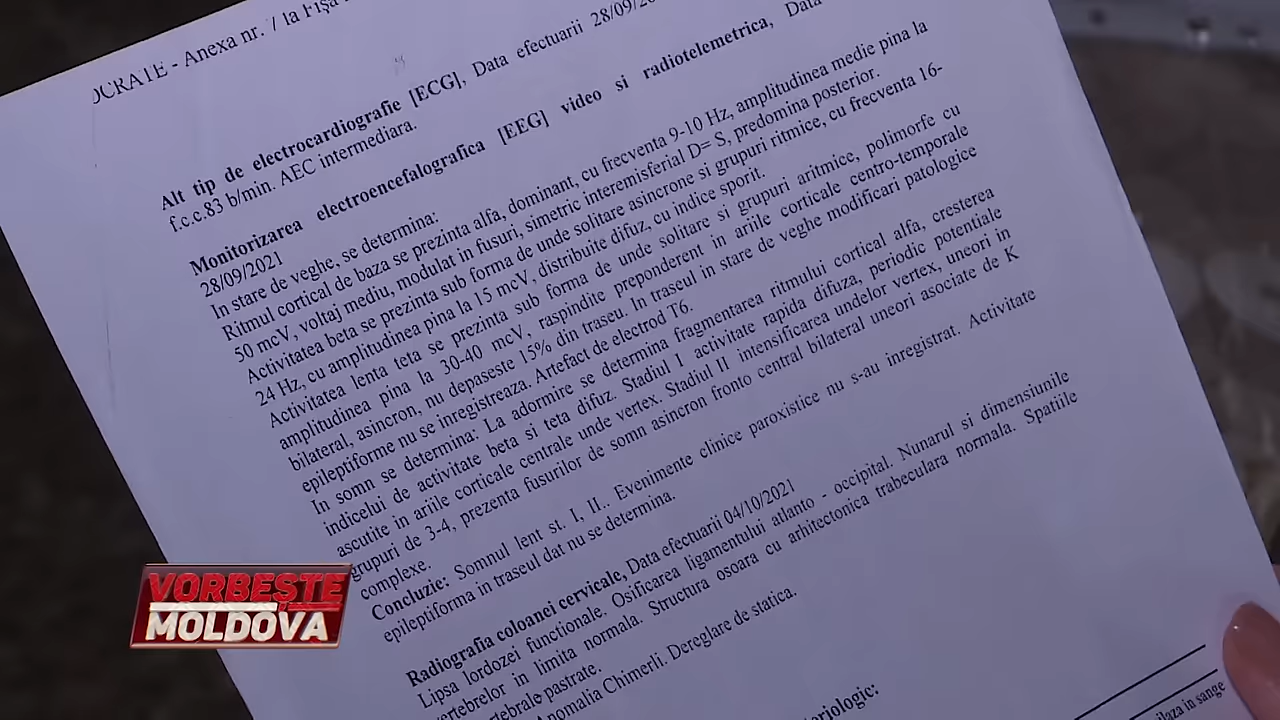 OCRATE - Anexa nr. 7 la Fișa
Alt tip de electrocardiografie [ECG], Data efectuarii 28/09/20
f.c.c.83 b/min. AEC intermediara.
Monitorizarea electroencefalografica [EEG] video si radiotelemetrica, Data
28/09/2021
In stare de veghe, se determina:
Ritmul cortical de baza se prezinta alfa, dominant, cu frecventa 9-10 Hz, amplitudinea medie pina la
50 mcV, voltaj mediu, modulat in fusuri, simetric interemisferial D= S, predomina posterior.
Activitatea beta se prezinta sub forma de unde solitare asincrone si grupuri ritmice, cu frecventa 16-
24 Hz, cu amplitudinea pina la 15 mcV, distribuite difuz, cu indice sporit.
Activitatea lenta teta se prezinta sub forma de unde solitare si grupuri aritmice, polimorfe cu
amplitudinea pina la 30-40 mcV, raspindite preponderent in ariile corticale centro-temporale
bilateral, asincron, nu depaseste 15% din traseu. In traseul in stare de veghe modificari patologice
epileptiforme nu se inregistreaza. Artefact de electrod T6.
In somn se determina: La adormire se determina fragmentarea ritmului cortical alfa, cresterea
indicelui de activitate beta si teta difuz. Stadiul I activitate rapida difuza, periodic potentiale
ascutite in ariile corticale centrale unde vertex. Stadiul II intensificarea undelor vertex, uneori in
grupuri de 3-4, prezenta fusurilor de somn asincron fronto central bilateral uneori asociate de K
complexe.
Concluzie: Somnul lent st. I, II.. Evenimente clinice paroxistice nu s-au inregistrat. Activitate
epileptiforma in traseul dat nu se determina.
Radiografia coloanei cervicale, Data efectuarii 04/10/2021
Lipsa lordozei functionale. Osificarea ligamentului atlanto - occipital. Nunarul si dimensiunile
vertebrelor in limita normala. Structura osoara cu arhitectonica trabeculara normala. Spatiile
vertebrale pastrate.
Anomalia Chimerli. Dereglare de statica.
VORBEȘTE
MOLDOVA
in sange